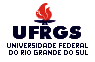 UFRGS
UNIVERSIDADE FEDERAL
DO RIO GRANDE DO SUL